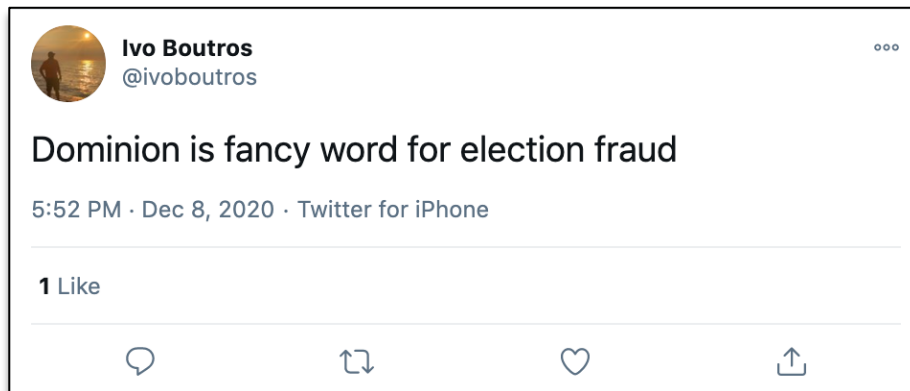 Ivo Boutros
@ivoboutros
Dominion is fancy word for election fraud
5:52 PM · Dec 8, 2020 · Twitter for iPhone
1 Like